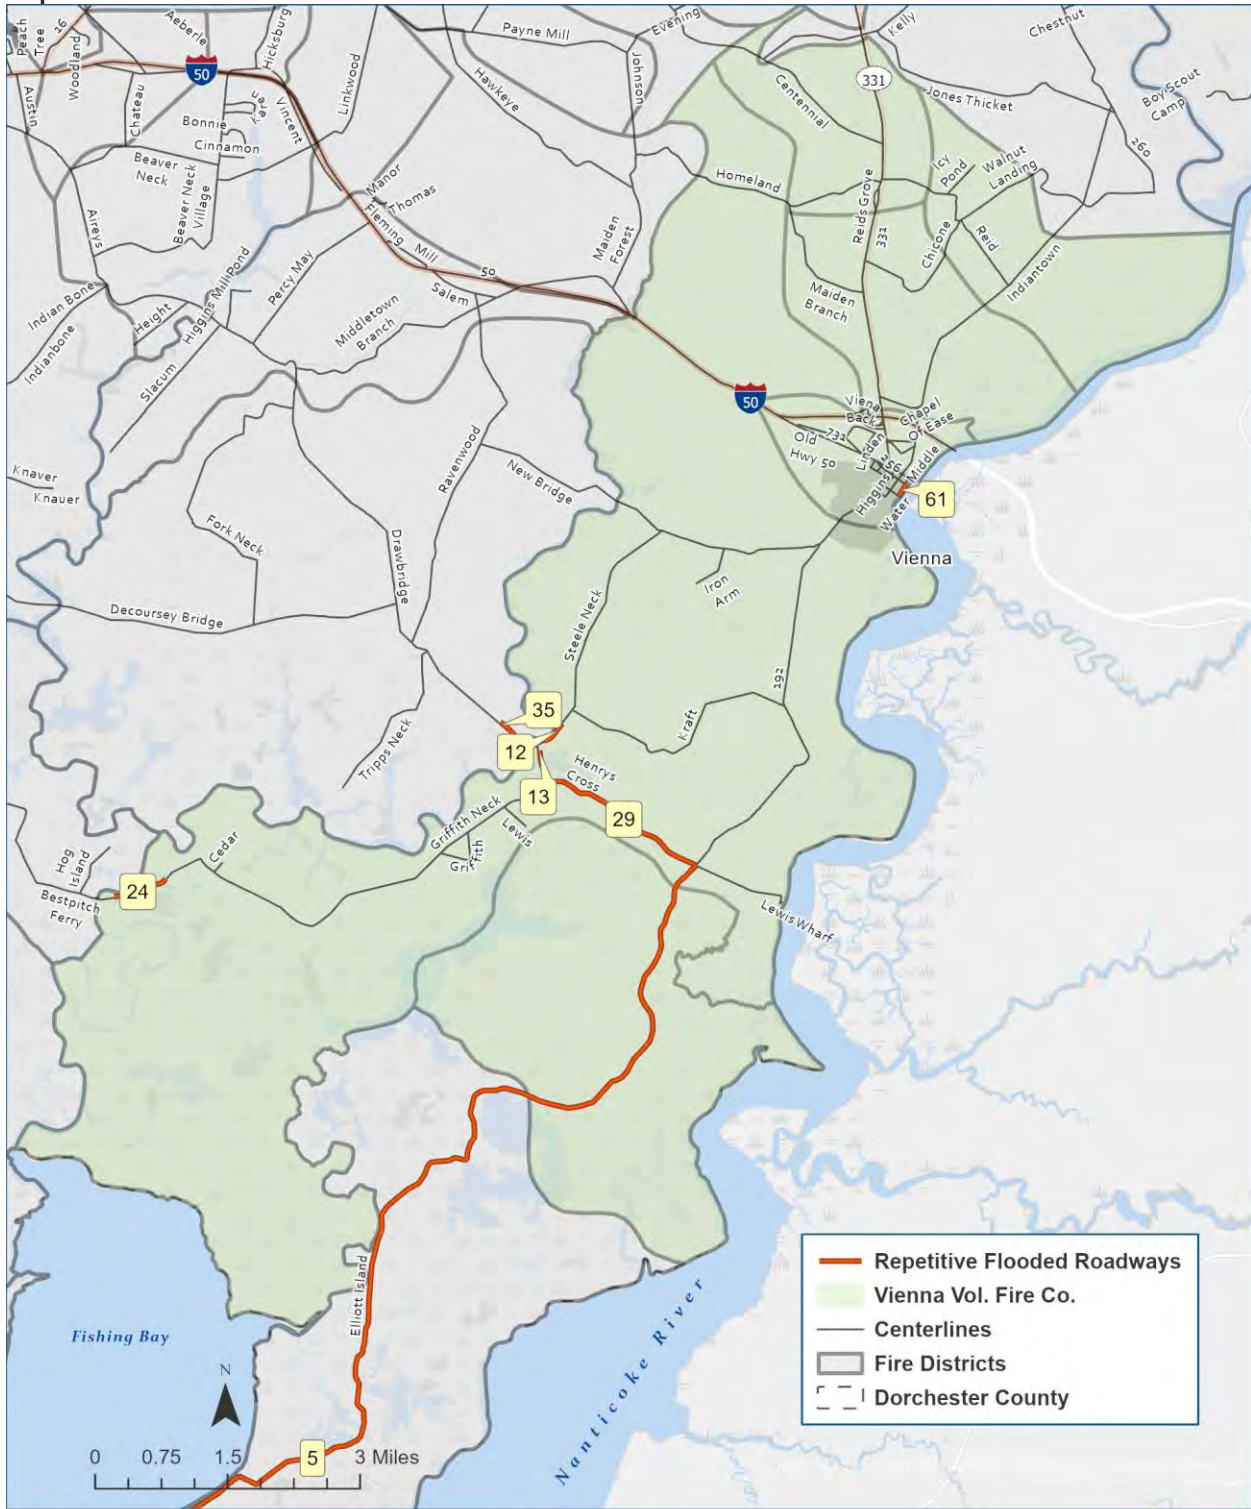 Aeberle
Hicksburg
Peach
Tree
16
Woodland
50
Austin
Chateau
Karu
Vincent
Linkwood
Bonnie
Cinnamon
Beaver
Neck
Beaver Neck
Village
Aireys
Payne Mill
Hawkeye
Johnson
Evening
Kelly
Chestnut
331
Centennial
Jones Thicket
Boy Scout
Camp
260
Icy
Pond
Walnut
Landing
Homeland
Manor
Thomas
Fleming
Mill
50
Salem
Maiden
Forest
Reids Grove
331
Chicone
Reid
Indiantown
Maiden
Branch
Percy May
Higgins Mill Pond
Indian Bone
Indianbone
Height
Slacum
Middletown
Branch
50
Viena
Back
Chapel
Of Ease
Old
Hwy 50
731
Linden
756
Middle
Higgins
Water
61
Vienna
Knaver
Knauer
Ravenwood
New Bridge
Fork Neck
Drawbridge
Decoursey Bridge
Iron
Arm
Steele Neck
192
Kraft
Tripps Neck
35
12
13
Henrys
Cross
29
Griffith Neck
Lewis
Griffith
Cedar
Hog
Island
24
Bestpitch
Ferry
Lewis Wharf
Elliott Island
Fishing Bay
Nanticoke River
N
0 0.75 1.5 3 Miles
5
Repetitive Flooded Roadways
Vienna Vol. Fire Co.
Centerlines
Fire Districts
Dorchester County